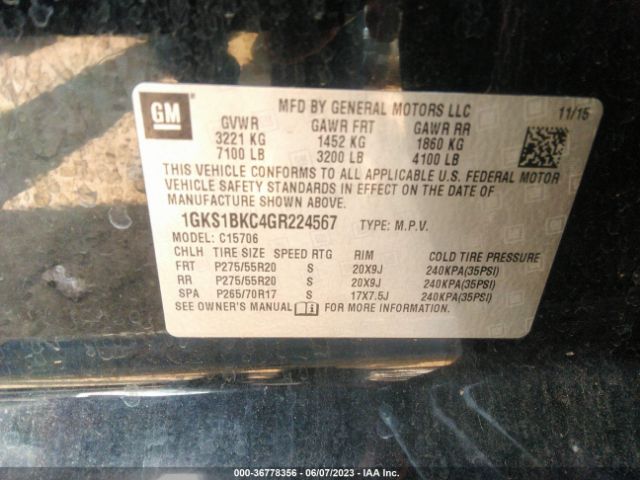 GM
MFD BY GENERAL MOTORS LLC 11/15
GVWR GAWR FRT GAWR RR
3221 KG 1452 KG 1860 KG
7100 LB 3200 LB 4100 LB
THIS VEHICLE CONFORMS TO ALL APPLICABLE U.S. FEDERAL MOTOR
VEHICLE SAFETY STANDARDS IN EFFECT ON THE DATE OF
MANUFACTURE SHOWN ABOVE.
1GKS1BKC4GR224567 TYPE: M.P.V.
MODEL: C15706
CHLH TIRE SIZE SPEED RTG RIM COLD TIRE PRESSURE
FRT P275/55R20 S 20X9J 240KPA(35PSI)
RR P275/55R20 S 20X9J 240KPA(35PSI)
SPA P265/70R17 S 17X7.5J 240KPA(35PSI)
SEE OWNER'S MANUAL FOR MORE INFORMATION.
000-36778356 - 06/07/2023 - IAA Inc.